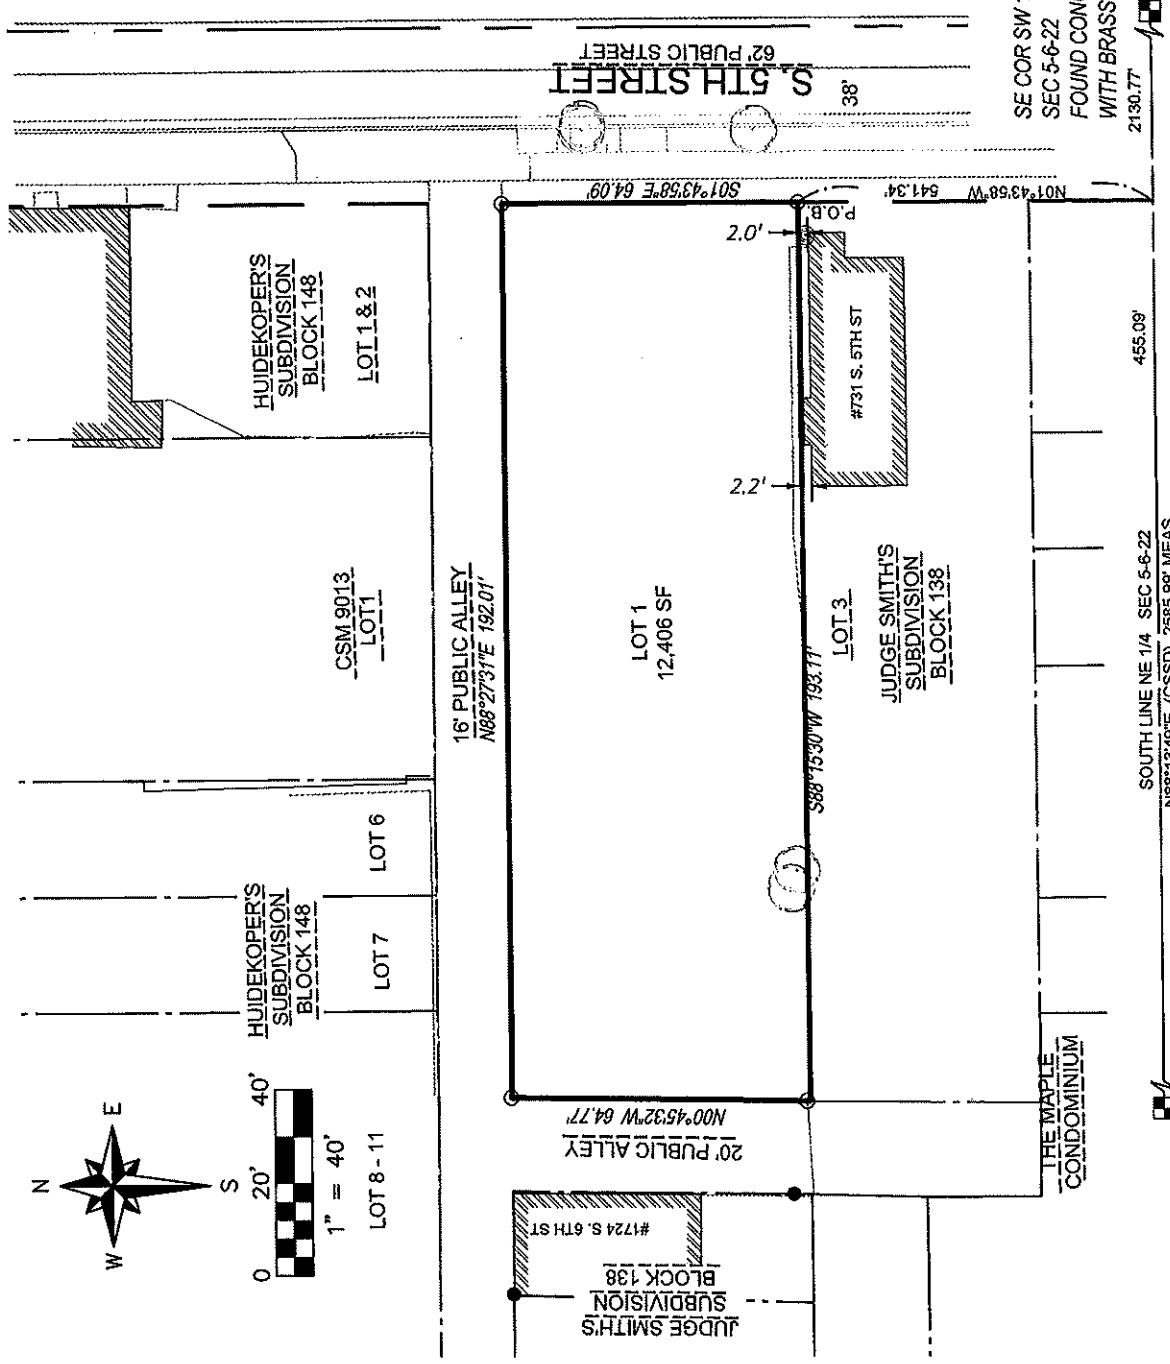 S. 5TH STREET
62' PUBLIC STREET
38'
SE COR SW
SEC 5-6-22
FOUND CON
WITH BRASS
2130.77'
HUIDEKOPER'S
SUBDIVISION
BLOCK 148
LOT 1 & 2
S01°43'58"E 64.09'
N01°43'58"W 541.34'
P.O.B.
2.0'
#731 S. 5TH ST
455.09'
CSM 9013
LOT1
16' PUBLIC ALLEY
N88°27'31"E 192.01'
2.2'
LOT 1
12,406 SF
LOT 3
JUDGE SMITH'S
SUBDIVISION
BLOCK 138
S88°15'30"W 193.11'
SOUTH LINE NE 1/4 SEC 5-6-22
2585.99' MEAS
LOT 6
HUIDEKOPER'S
SUBDIVISION
BLOCK 148
LOT 7
N
E
S
W
0 20' 40'
1" = 40'
LOT 8 - 11
N00°45'32"W 64.77'
20' PUBLIC ALLEY
#1724 S. 6TH ST
JUDGE SMITH'S
SUBDIVISION
BLOCK 138
THE MAPLE
CONDOMINIUM